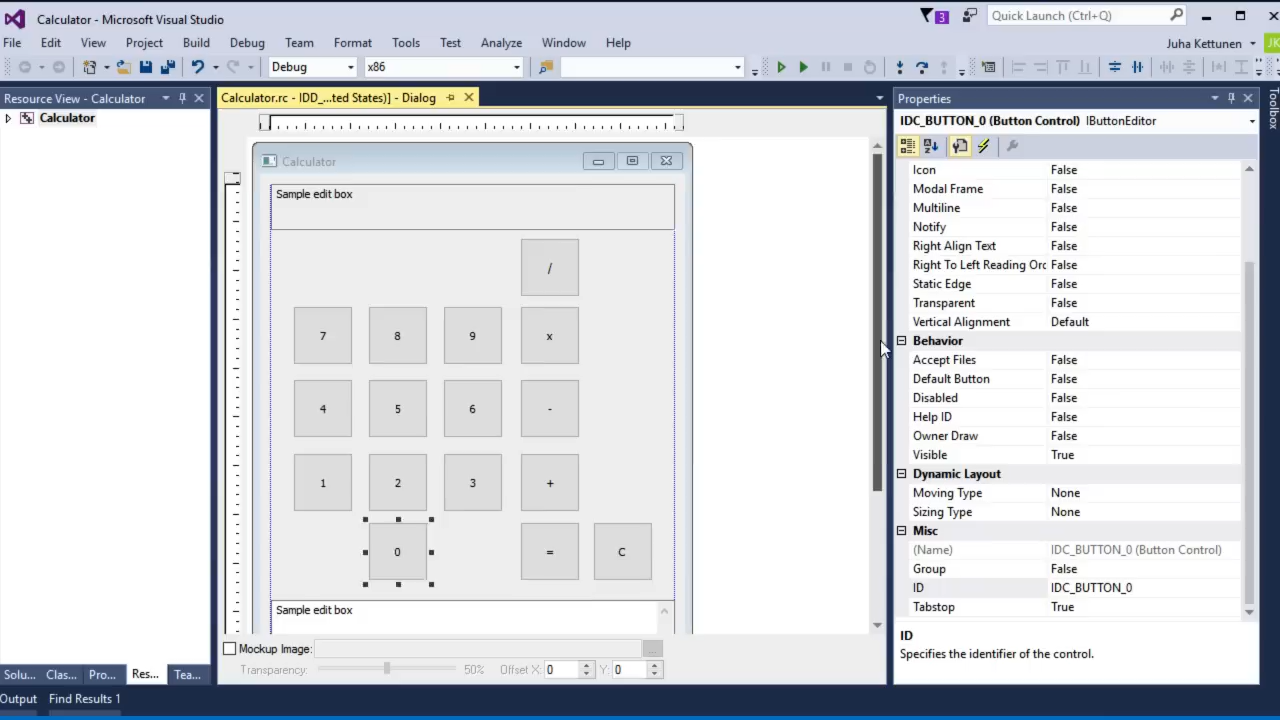 Calculator - Microsoft Visual Studio
3
Quick Launch (Ctrl+Q)
File Edit View Project Build Debug Team Format Tools Test Analyze Window Help
Juha Kettunen
JK
Debug
x86
Resource View - Calculator
Calculator
Calculator.rc - IDD_...ted States)] - Dialog
Calculator
Sample edit box
/
7 8 9 x
4 5 6 -
1 2 3 +
0 = C
Sample edit box
Mockup Image:
...
Transparency: 50% Offset X: 0 Y: 0
Properties
IDC_BUTTON_0 (Button Control) IButtonEditor
Icon False
Modal Frame False
Multiline False
Notify False
Right Align Text False
Right To Left Reading Orc False
Static Edge False
Transparent False
Vertical Alignment Default
Behavior
Accept Files False
Default Button False
Disabled False
Help ID False
Owner Draw False
Visible True
Dynamic Layout
Moving Type None
Sizing Type None
Misc
(Name) IDC_BUTTON_0 (Button Control)
Group False
ID IDC_BUTTON_0
Tabstop True
ID
Specifies the identifier of the control.
Toolbox
Solu... Clas... Pro... Res... Tea...
Output Find Results 1